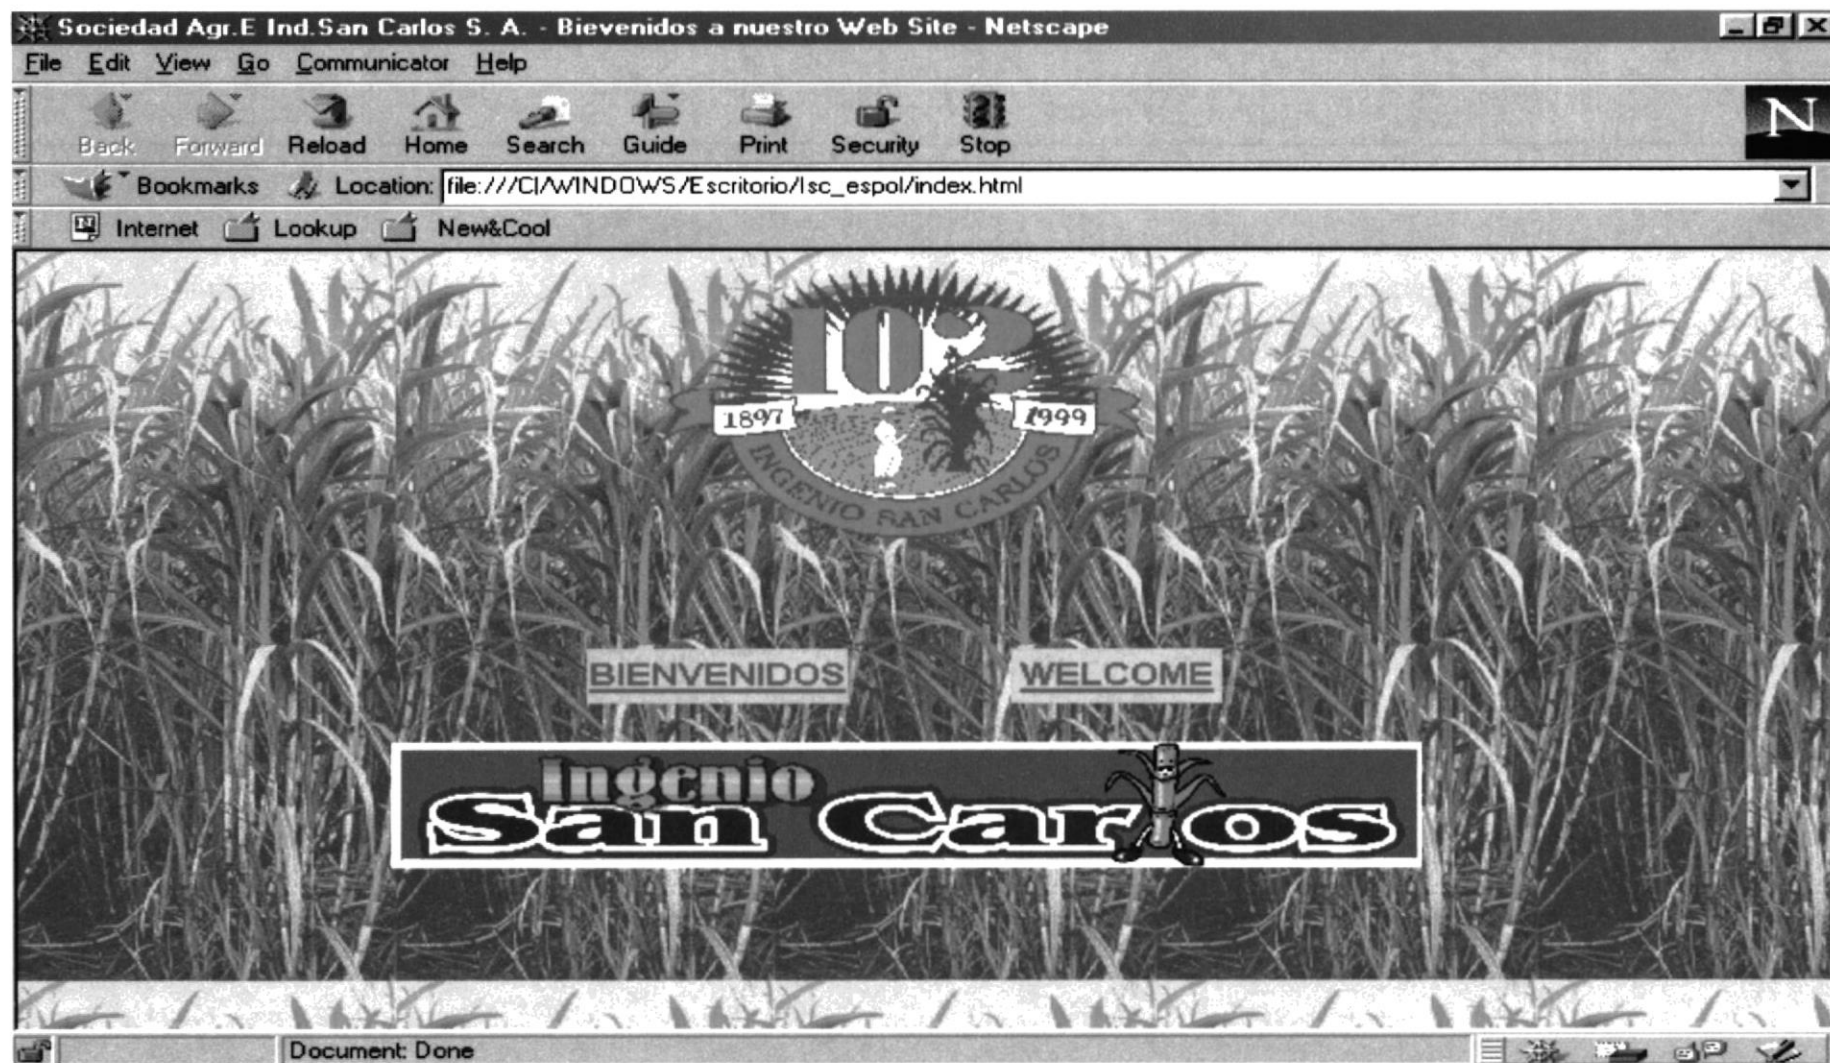 Sociedad Agr.E Ind.San Carlos S. A. - Bievenidos a nuestro Web Site - Netscape
File Edit View Go Communicator Help
Back Forward Reload Home Search Guide Print Security Stop
N
Bookmarks Location: file:///C|/WINDOWS/Escritorio/Isc_espol/index.html
Internet Lookup New&Cool
102
1897 1999
INGENIO SAN CARLOS
BIENVENIDOS WELCOME
Ingenio
San Carlos
Document: Done